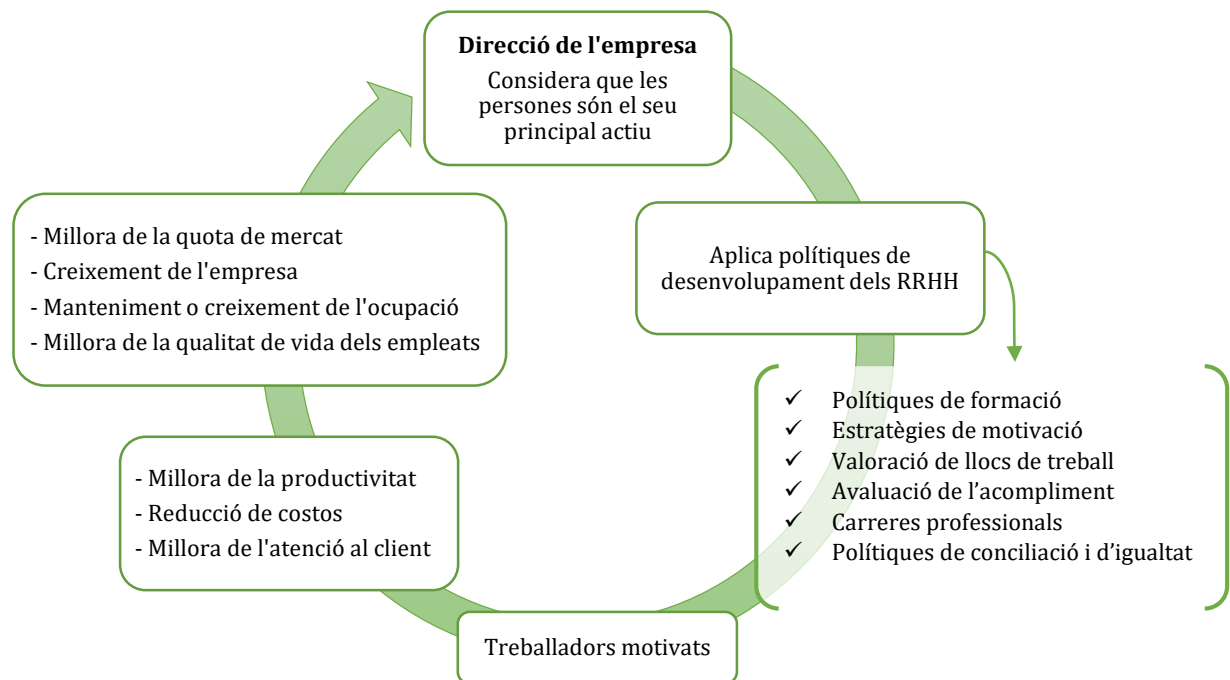 Direcció de l'empresa
Considera que les
persones són el seu
principal actiu
Aplica polítiques de
desenvolupament dels RRHH
✓ Polítiques de formació
✓ Estratègies de motivació
✓ Valoració de llocs de treball
✓ Avaluació de l’acompliment
✓ Carreres professionals
✓ Polítiques de conciliació i d’igualtat
Treballadors motivats
- Millora de la productivitat
- Reducció de costos
- Millora de l'atenció al client
- Millora de la quota de mercat
- Creixement de l'empresa
- Manteniment o creixement de l'ocupació
- Millora de la qualitat de vida dels empleats